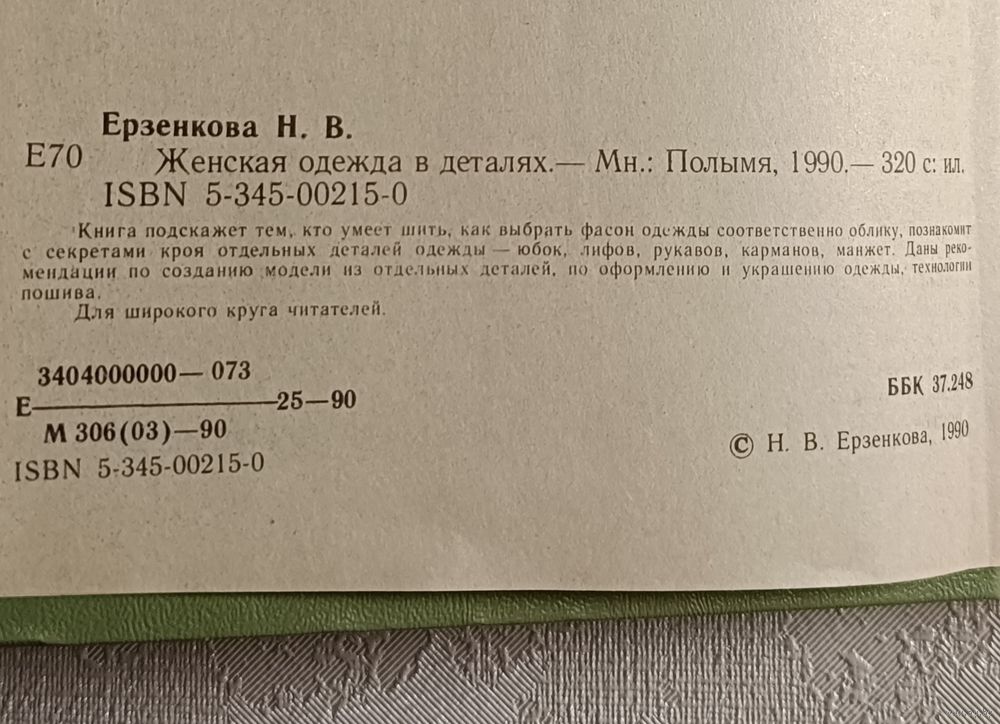 Ерзенкова Н. В.
Е70 Женская одежда в деталях.— Мн.: Полымя, 1990.— 320 с: ил.
ISBN 5-345-00215-0
Книга подскажет тем, кто умеет шить, как выбрать фасон одежды соответственно облику, познакомит
с секретами кроя отдельных деталей одежды — юбок, лифов, рукавов, карманов, манжет. Даны реко-
мендации по созданию модели из отдельных деталей, по оформлению и украшению одежды, технологии
пошива.
Для широкого круга читателей.
3404000000—073
Е—25—90
М 306(03)—90
ББК 37.248
ISBN 5-345-00215-0
© Н. В. Ерзенкова, 1990